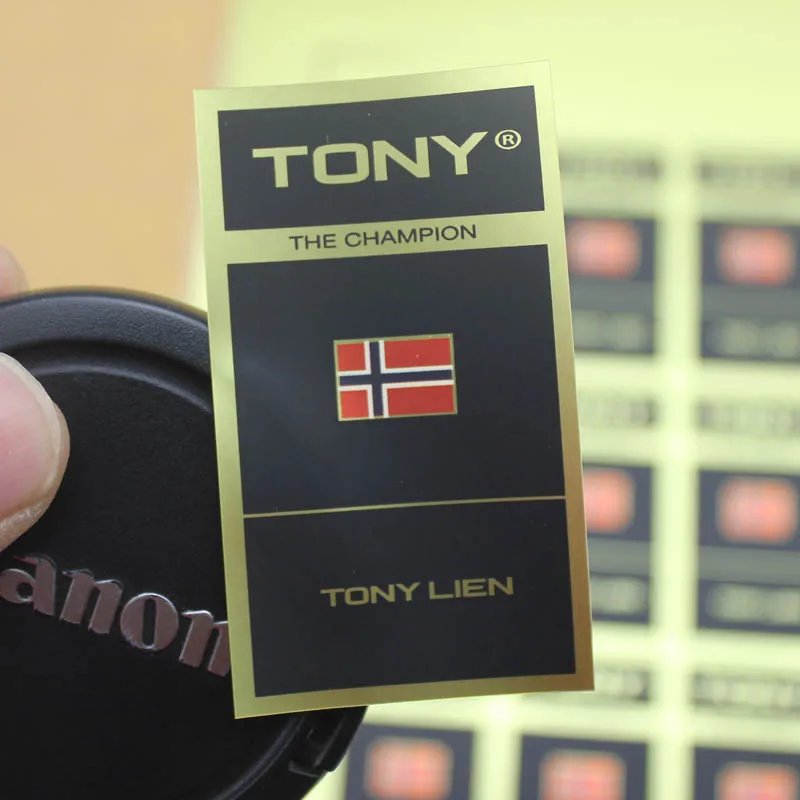 TONY®
THE CHAMPION
TONY LIEN
anon